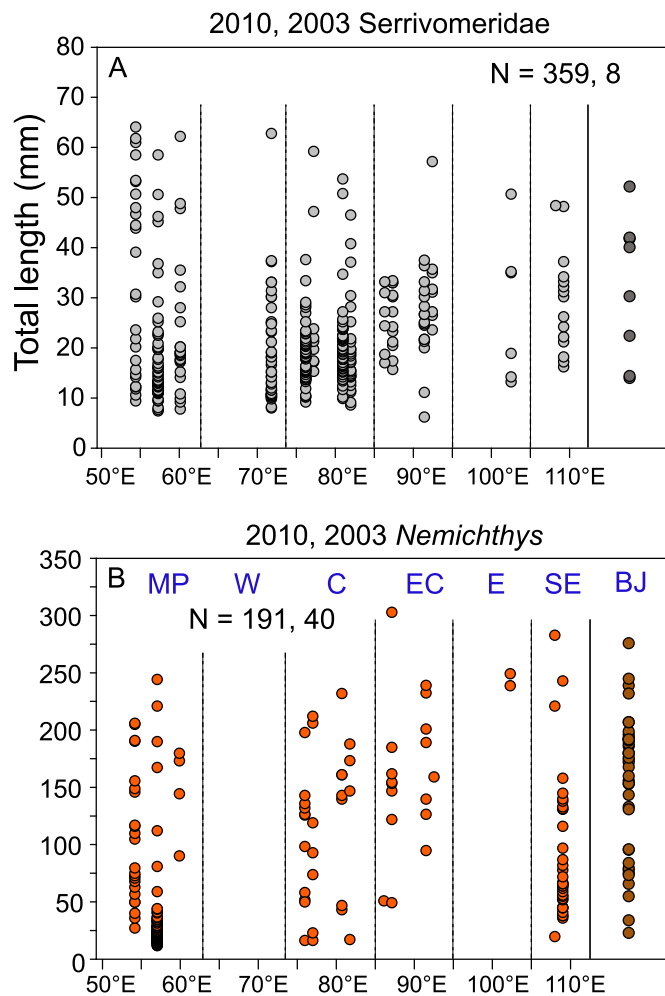 2010, 2003 Serrivomeridae
A
N = 359, 8
Total length (mm)
80
70
60
50
40
30
20
10
0
50°E 60°E 70°E 80°E 90°E 100°E 110°E
2010, 2003 Nemichthys
B MP W C EC E SE BJ
N = 191, 40
350
300
250
200
150
100
50
0
50°E 60°E 70°E 80°E 90°E 100°E 110°E